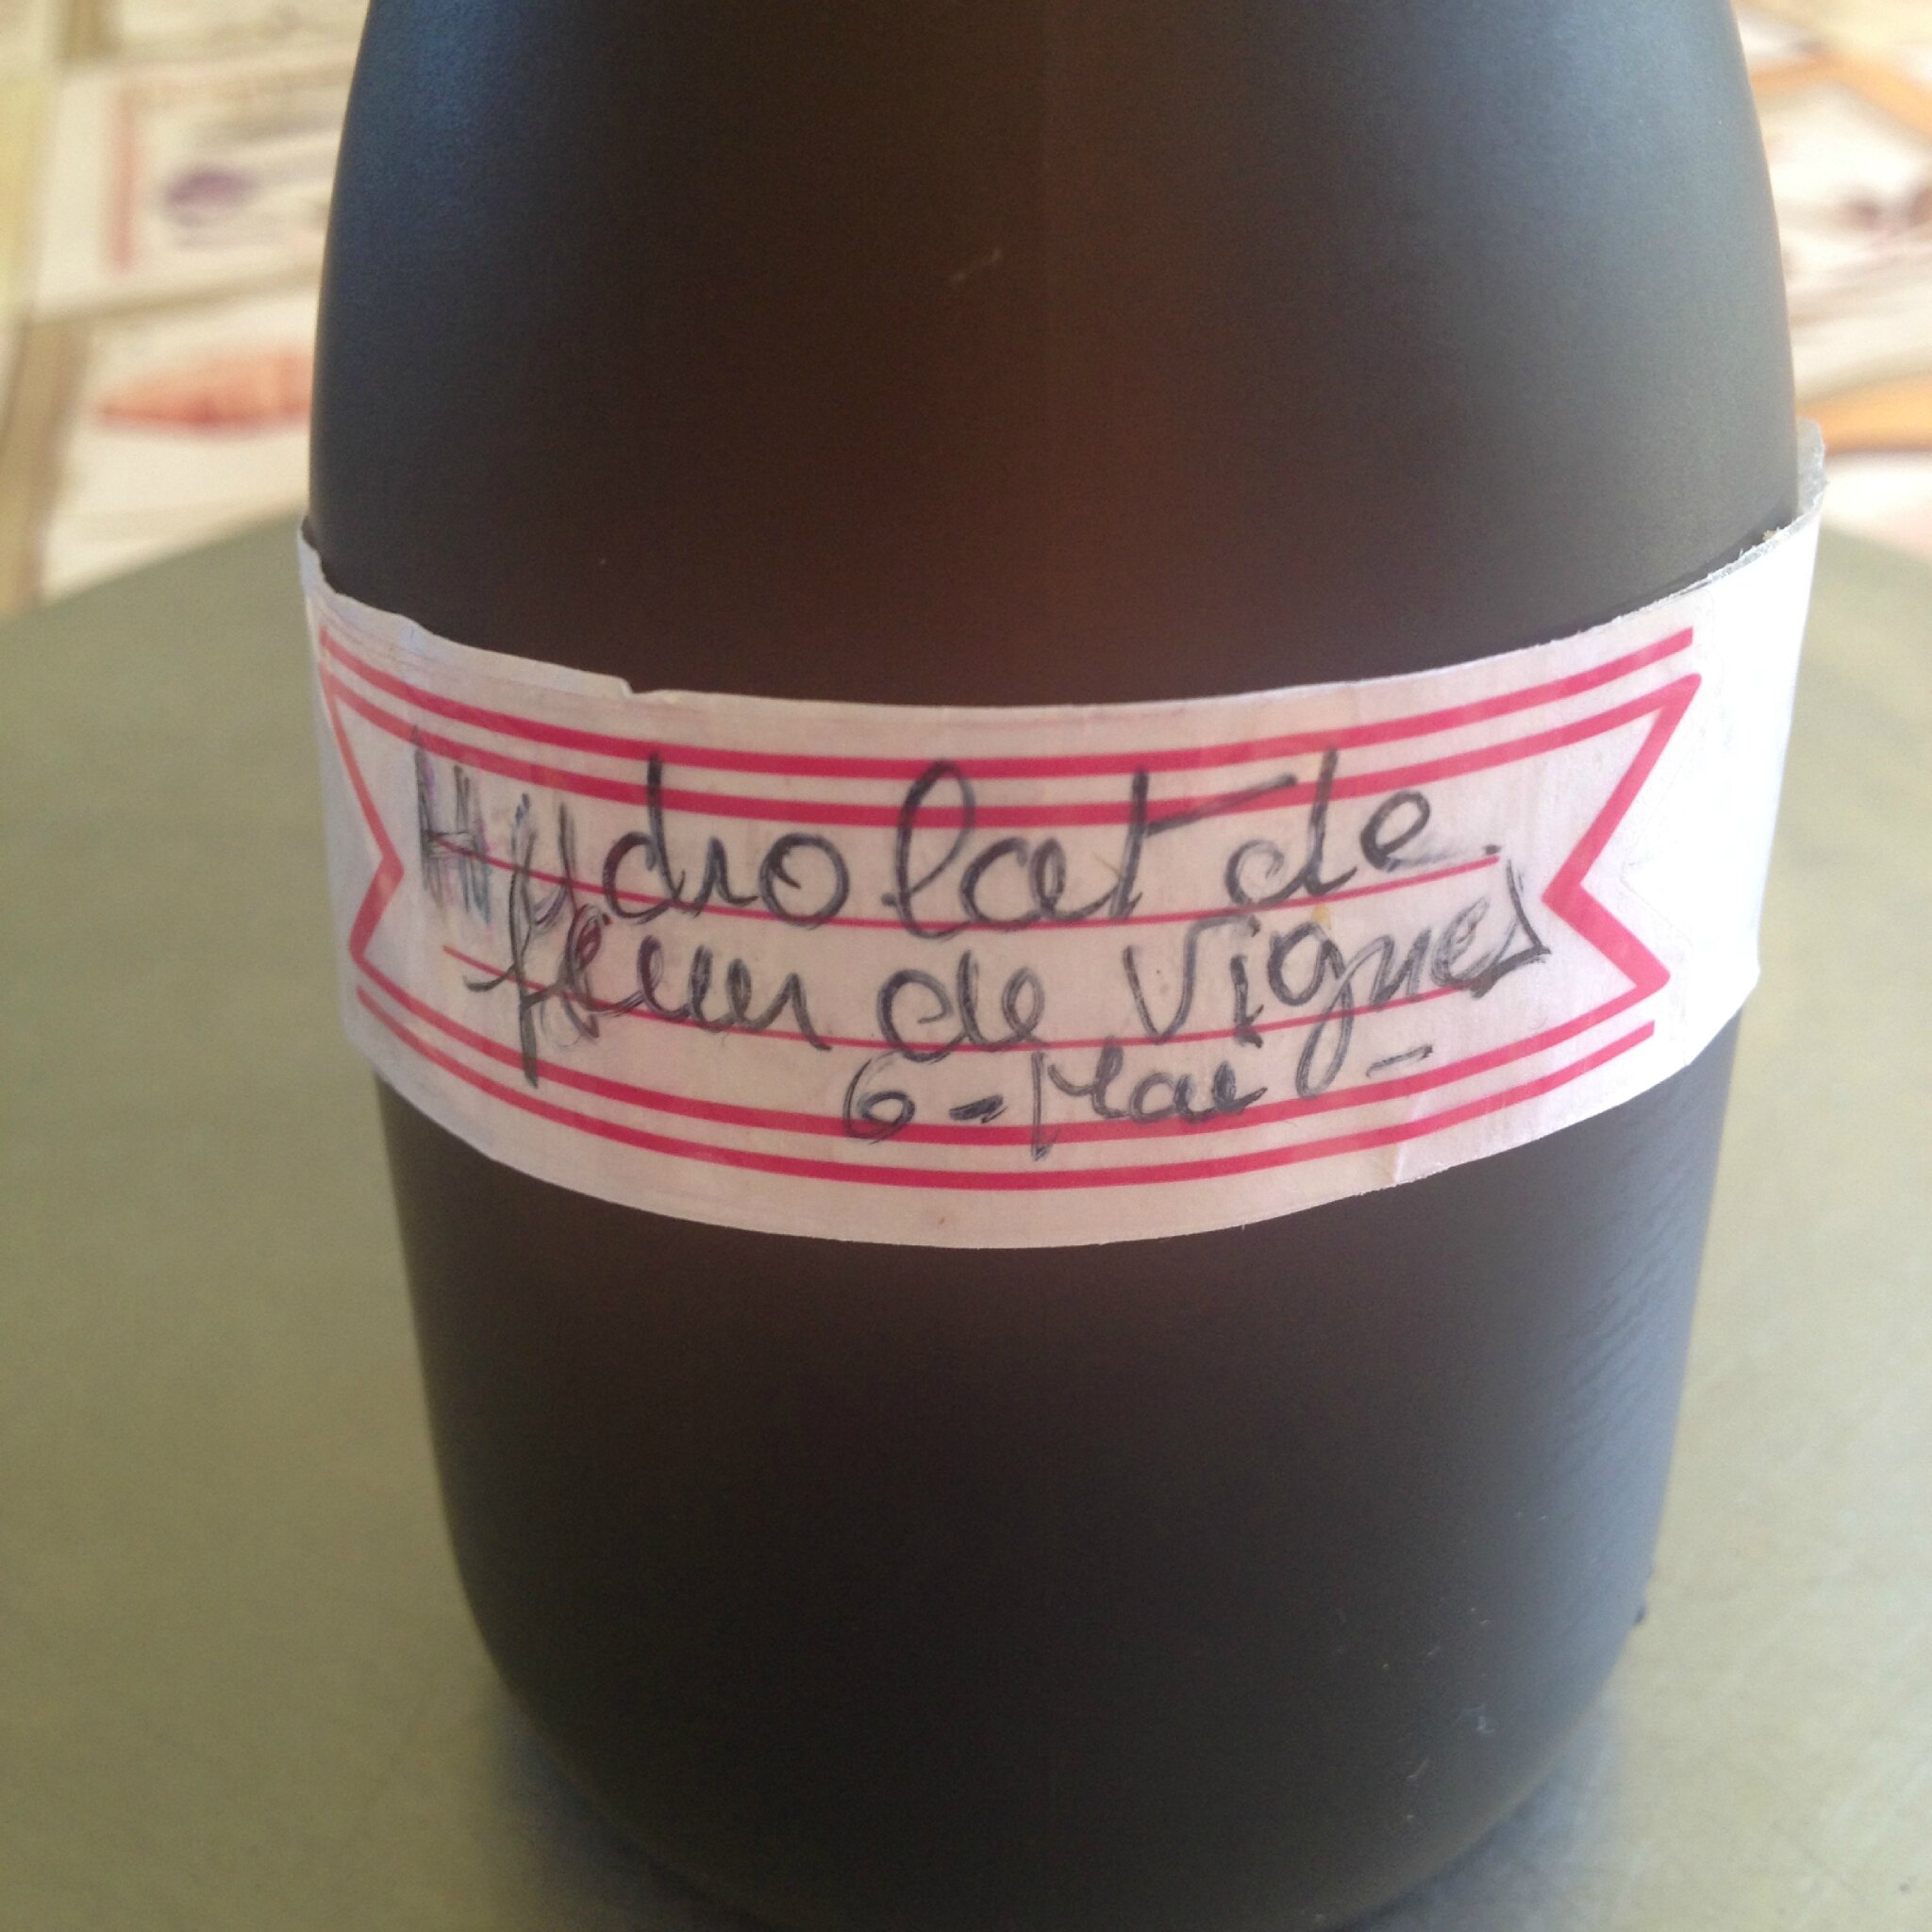 Hydrolat de
fleur de Vignes
6 - Mai -